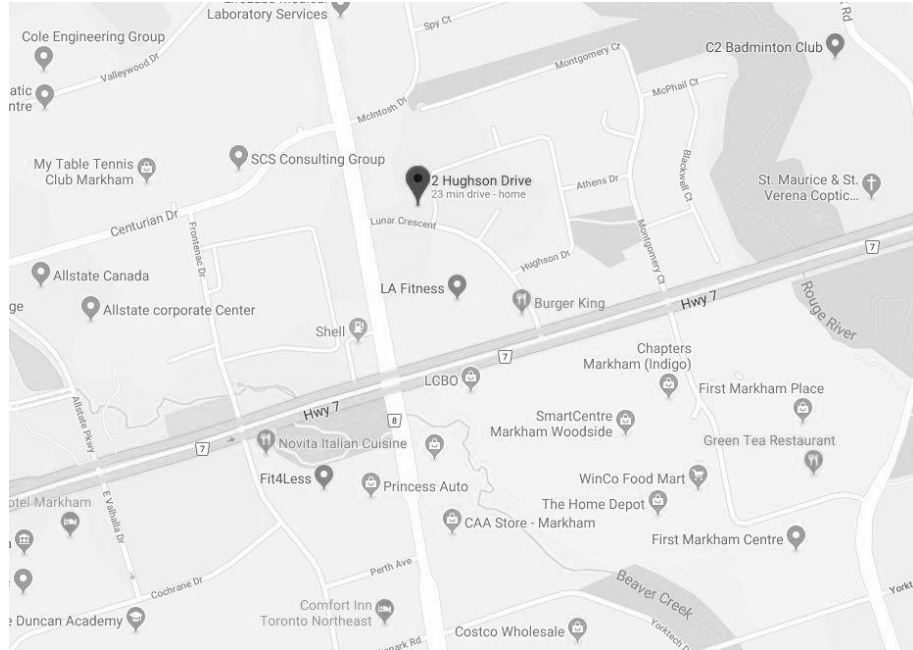 Laboratory Services
Spy Ct
Rd
Cole Engineering Group
Valleywood Dr
C2 Badminton Club
Montgomery Ct
McPhail Ct
McIntosh Dr
SCS Consulting Group
My Table Tennis
Club Markham
2 Hughson Drive
23 min drive - home
Blackwell Ct
Athens Dr
St. Maurice & St.
Verena Coptic...
Centurian Dr
Frontenac Dr
Lunar Crescent
Montgomery Ct
7
Hughson Dr
Allstate Canada
LA Fitness
Burger King
Hwy 7
Rouge River
Allstate corporate Center
Shell
7
Chapters
Markham (Indigo)
LCBO
First Markham Place
Hwy 7
8
SmartCentre
Markham Woodside
Allstate Pkwy
7
Novita Italian Cuisine
Green Tea Restaurant
Fit4Less
Princess Auto
WinCo Food Mart
The Home Depot
Markham
E Valhalla Dr
CAA Store - Markham
First Markham Centre
Perth Ave
Cochrane Dr
Beaver Creek
Comfort Inn
Toronto Northeast
Duncan Academy
Costco Wholesale
Yorktech D
Rd